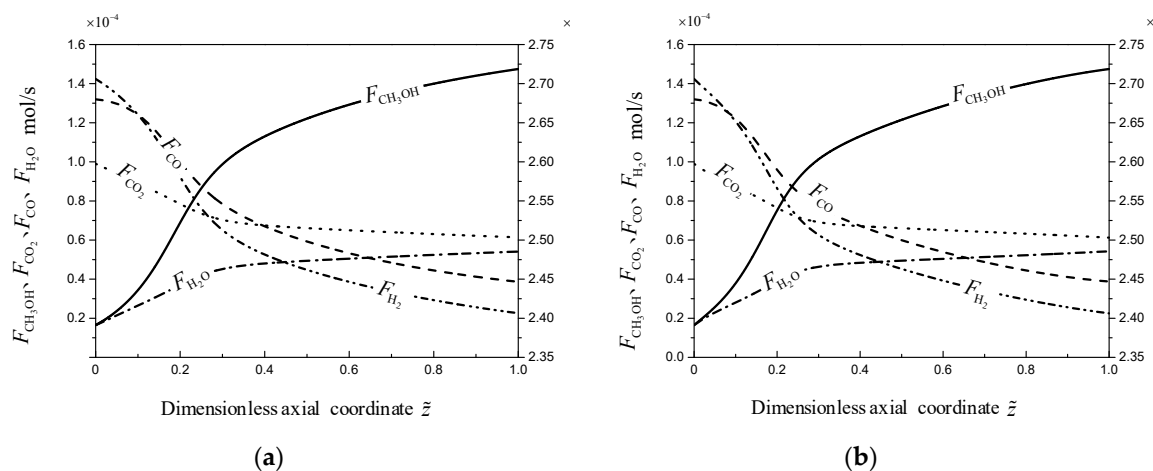 ×10⁻⁴ ×
1.6
1.4
1.2
1.0
0.8
0.6
0.4
0.2
2.75
2.70
2.65
2.60
2.55
2.50
2.45
2.40
2.35
0 0.2 0.4 0.6 0.8 1.0
F_CH₃OH、F_CO₂、F_CO、F_H₂O mol/s
F_CH₃OH
F_CO
F_CO₂
F_H₂O
F_H₂
Dimensionless axial coordinate z̃
(a)
×10⁻⁴ ×
1.6
1.4
1.2
1.0
0.8
0.6
0.4
0.2
0.0
2.75
2.70
2.65
2.60
2.55
2.50
2.45
2.40
2.35
0 0.2 0.4 0.6 0.8 1.0
F_CH₃OH、F_CO₂、F_CO、F_H₂O mol/s
F_CH₃OH
F_CO₂
F_CO
F_H₂O
F_H₂
Dimensionless axial coordinate z̃
(b)